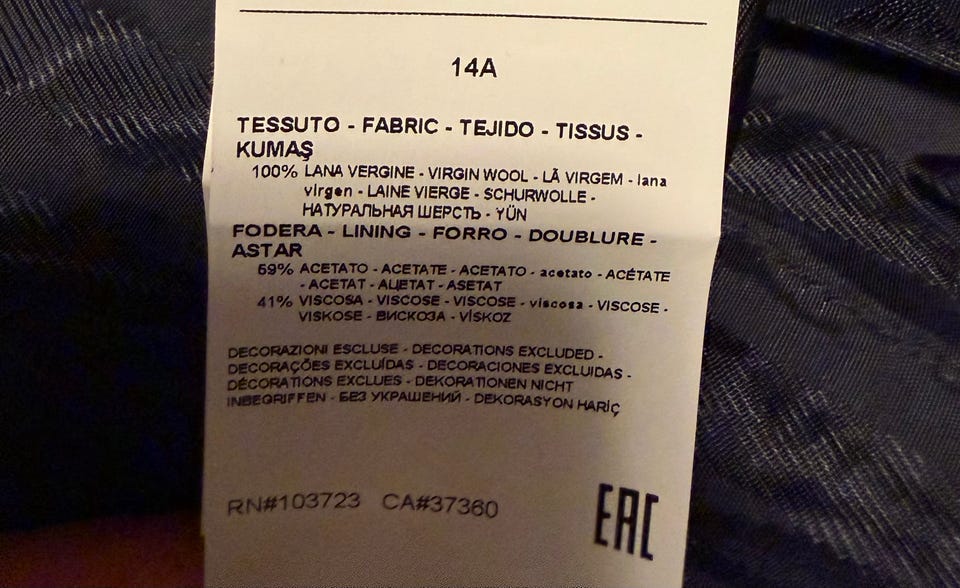 14A
TESSUTO - FABRIC - TEJIDO - TISSUS -
KUMAŞ
100% LANA VERGINE - VIRGIN WOOL - LÃ VIRGEM - lana
virgen - LAINE VIERGE - SCHURWOLLE -
НАТУРАЛЬНАЯ ШЕРСТЬ - YÜN
FODERA - LINING - FORRO - DOUBLURE -
ASTAR
59% ACETATO - ACETATE - ACETATO - acetato - ACÉTATE
- ACETAT - АЦЕТАТ - ASETAT
41% VISCOSA - VISCOSE - VISCOSE - viscosa - VISCOSE -
VISKOSE - ВИСКОЗА - VİSKOZ
DECORAZIONI ESCLUSE - DECORATIONS EXCLUDED -
DECORAÇÕES EXCLUÍDAS - DECORACIONES EXCLUIDAS -
DÉCORATIONS EXCLUES - DEKORATIONEN NICHT
INBEGRIFFEN - БЕЗ УКРАШЕНИЙ - DEKORASYON HARİÇ
RN#103723 CA#37360
EAC